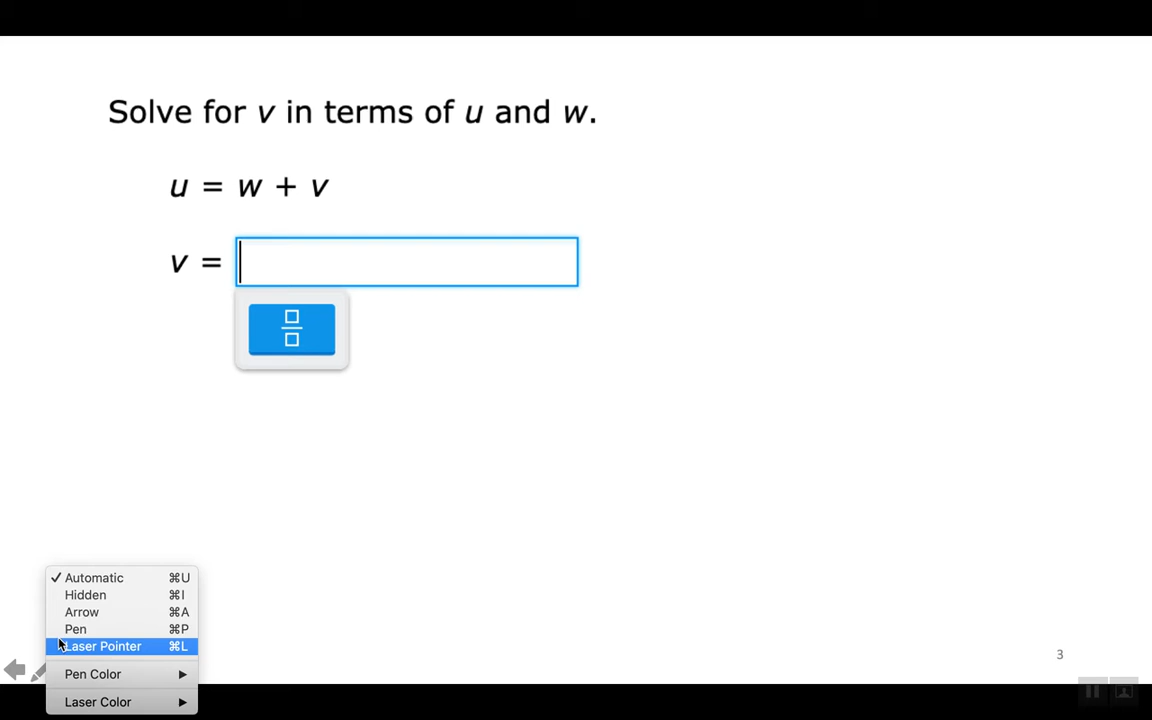 Solve for v in terms of u and w.
u = w + v
v =
✓ Automatic ⌘U
Hidden ⌘I
Arrow ⌘A
Pen ⌘P
Laser Pointer ⌘L
Pen Color ▶
Laser Color ▶
3